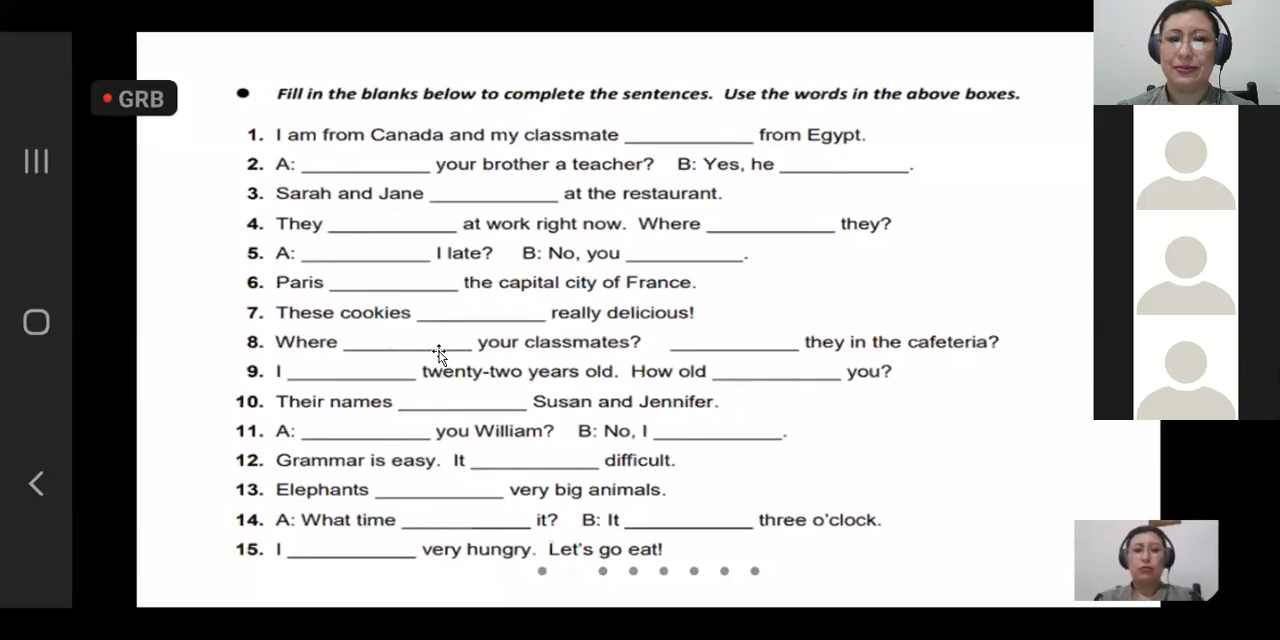 GRB
Fill in the blanks below to complete the sentences. Use the words in the above boxes.
1. I am from Canada and my classmate ____________ from Egypt.
2. A: ____________ your brother a teacher? B: Yes, he ____________.
3. Sarah and Jane ____________ at the restaurant.
4. They ____________ at work right now. Where ____________ they?
5. A: ____________ I late? B: No, you ___________.
6. Paris ____________ the capital city of France.
7. These cookies ____________ really delicious!
8. Where ____________ your classmates? ____________ they in the cafeteria?
9. I ____________ twenty-two years old. How old ____________ you?
10. Their names ____________ Susan and Jennifer.
11. A: ____________ you William? B: No, I ____________.
12. Grammar is easy. It ____________ difficult.
13. Elephants ____________ very big animals.
14. A: What time ____________ it? B: It ____________ three o'clock.
15. I ____________ very hungry. Let's go eat!